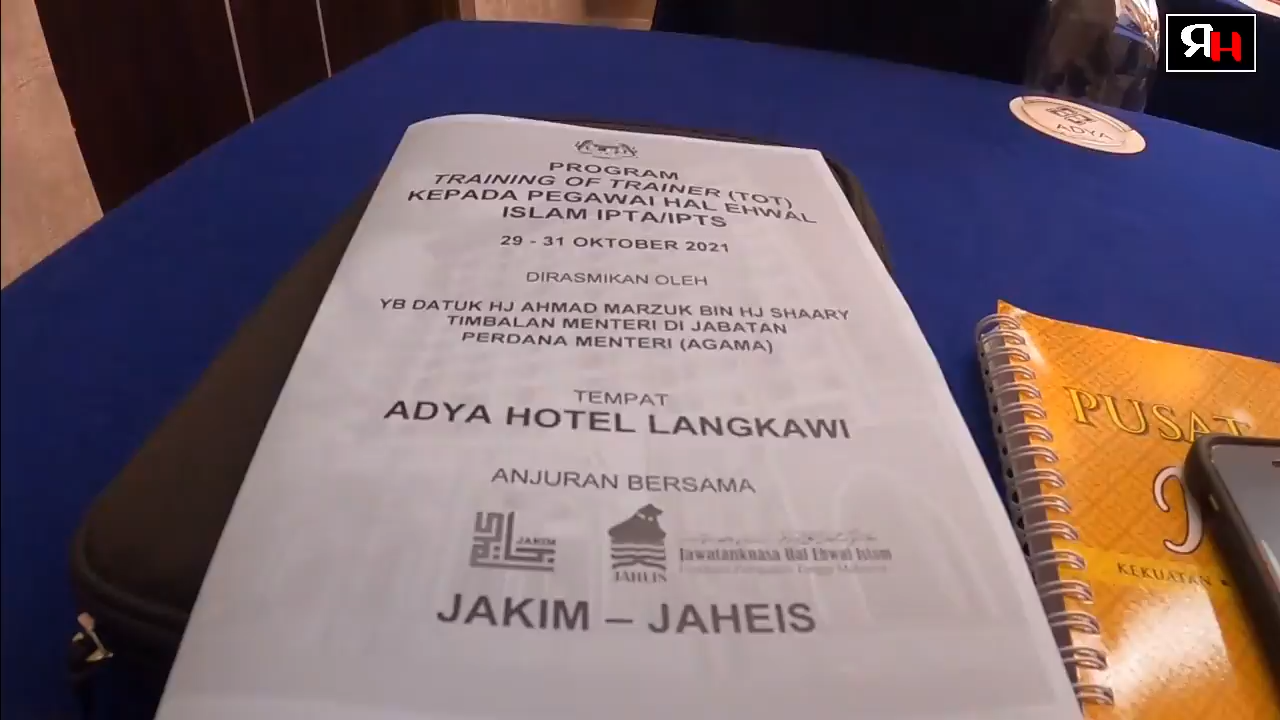 RH
ADYA
PROGRAM
TRAINING OF TRAINER (TOT)
KEPADA PEGAWAI HAL EHWAL
ISLAM IPTA/IPTS
29 - 31 OKTOBER 2021
DIRASMIKAN OLEH
YB DATUK HJ AHMAD MARZUK BIN HJ SHAARY
TIMBALAN MENTERI DI JABATAN
PERDANA MENTERI (AGAMA)
TEMPAT
ADYA HOTEL LANGKAWI
ANJURAN BERSAMA
JAKIM
JAHEIS
Jawatankuasa Hal Ehwal Islam
JAKIM – JAHEIS
PUSAT
KEKUATAN